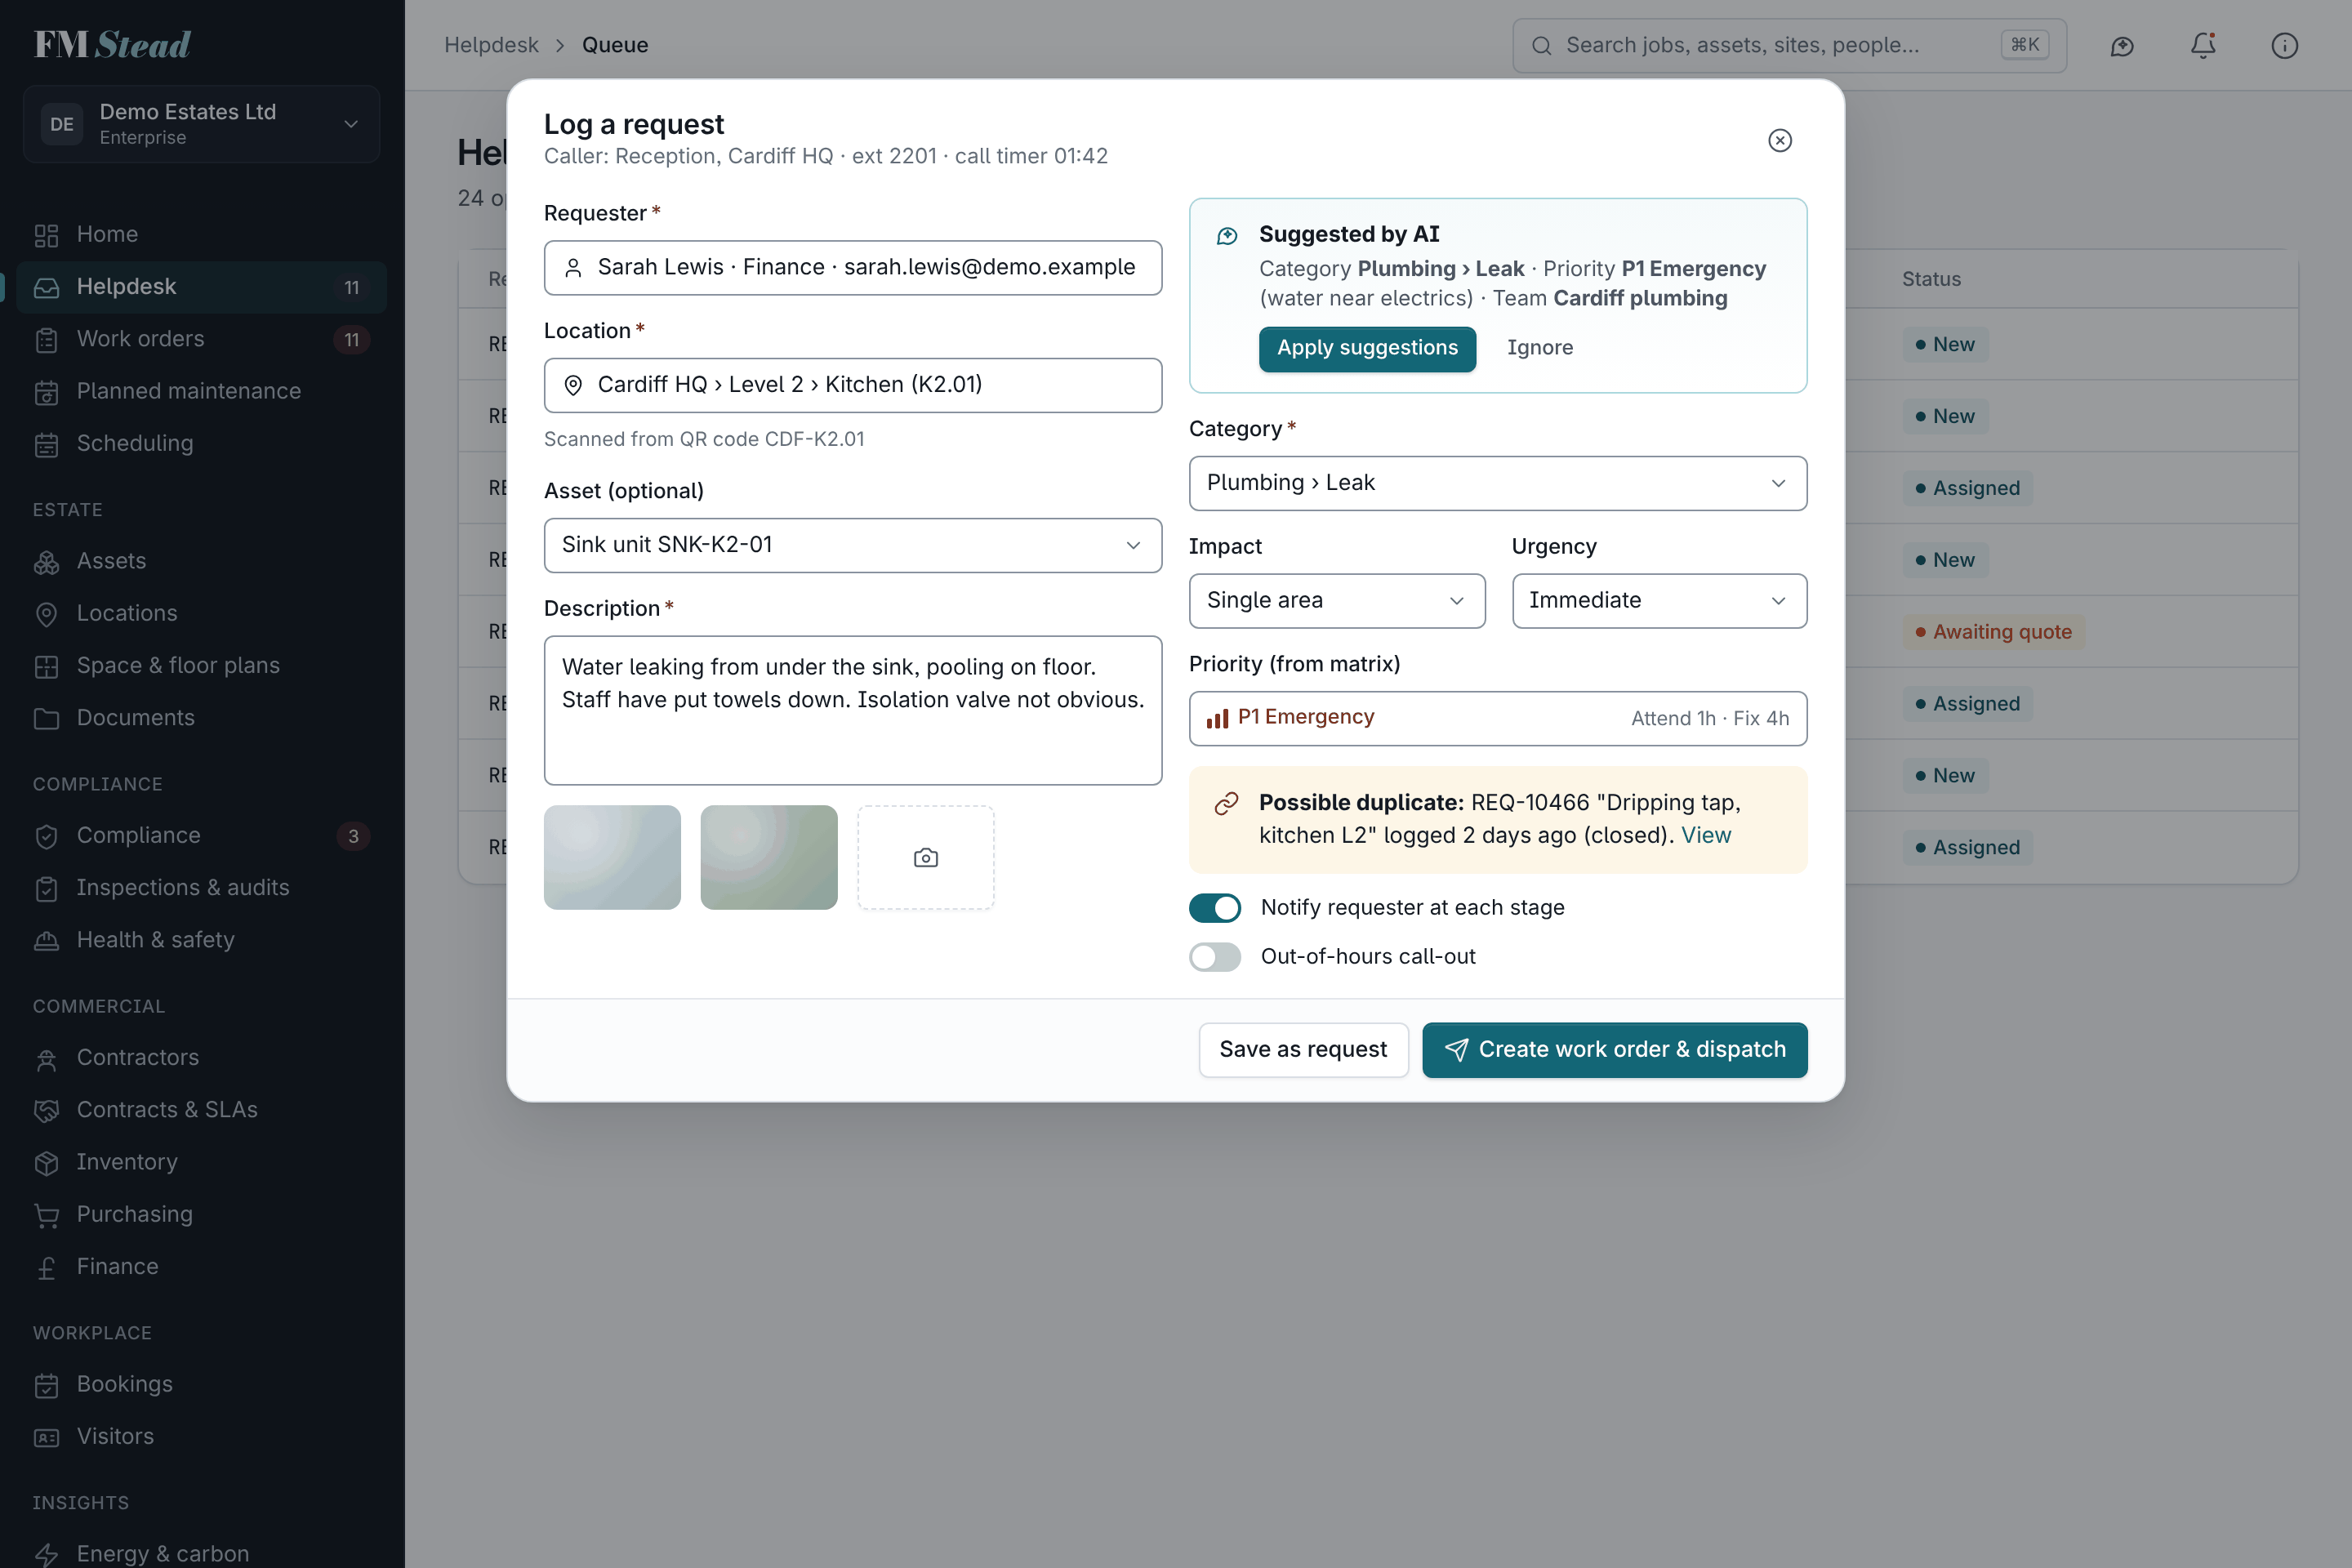 FM Stead
DE
Demo Estates Ltd
Enterprise
Home
Helpdesk 11
Work orders 11
Planned maintenance
Scheduling
ESTATE
Assets
Locations
Space & floor plans
Documents
COMPLIANCE
Compliance 3
Inspections & audits
Health & safety
COMMERCIAL
Contractors
Contracts & SLAs
Inventory
Purchasing
Finance
WORKPLACE
Bookings
Visitors
INSIGHTS
Energy & carbon
Helpdesk > Queue
Search jobs, assets, sites, people... ⌘K
24
Status
New
New
Assigned
New
Awaiting quote
Assigned
New
Assigned
Log a request
Caller: Reception, Cardiff HQ · ext 2201 · call timer 01:42
Requester *
Sarah Lewis · Finance · sarah.lewis@demo.example
Location *
Cardiff HQ › Level 2 › Kitchen (K2.01)
Scanned from QR code CDF-K2.01
Asset (optional)
Sink unit SNK-K2-01
Description *
Water leaking from under the sink, pooling on floor.
Staff have put towels down. Isolation valve not obvious.
Suggested by AI
Category Plumbing › Leak · Priority P1 Emergency
(water near electrics) · Team Cardiff plumbing
Apply suggestions Ignore
Category *
Plumbing › Leak
Impact Urgency
Single area Immediate
Priority (from matrix)
P1 Emergency Attend 1h · Fix 4h
Possible duplicate: REQ-10466 "Dripping tap,
kitchen L2" logged 2 days ago (closed). View
Notify requester at each stage
Out-of-hours call-out
Save as request Create work order & dispatch